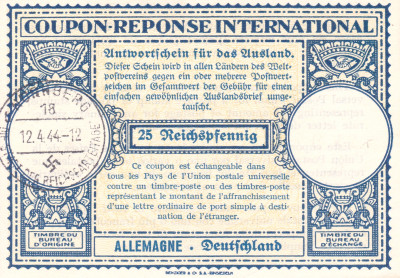 COUPON-REPONSE INTERNATIONAL
Antwortschein für das Ausland.
Dieser Schein wird in allen Ländern des Welt-
postvereins gegen ein oder mehrere Postwert-
zeichen im Gesamtwert der Gebühr für einen
einfachen gewöhnlichen Auslandsbrief umge-
tauscht.
18
12.4.44-12
25 Reichspfennig
Ce coupon est échangeable dans
tous les Pays de l'Union postale universelle
contre un timbre-poste ou des timbres-poste
représentant le montant de l'affranchissement
d'une lettre ordinaire de port simple à desti-
nation de l'étranger.
TIMBRE DU
BUREAU
D'ORIGINE
TIMBRE DU
BUREAU
D'ÉCHANGE
ALLEMAGNE - Deutschland